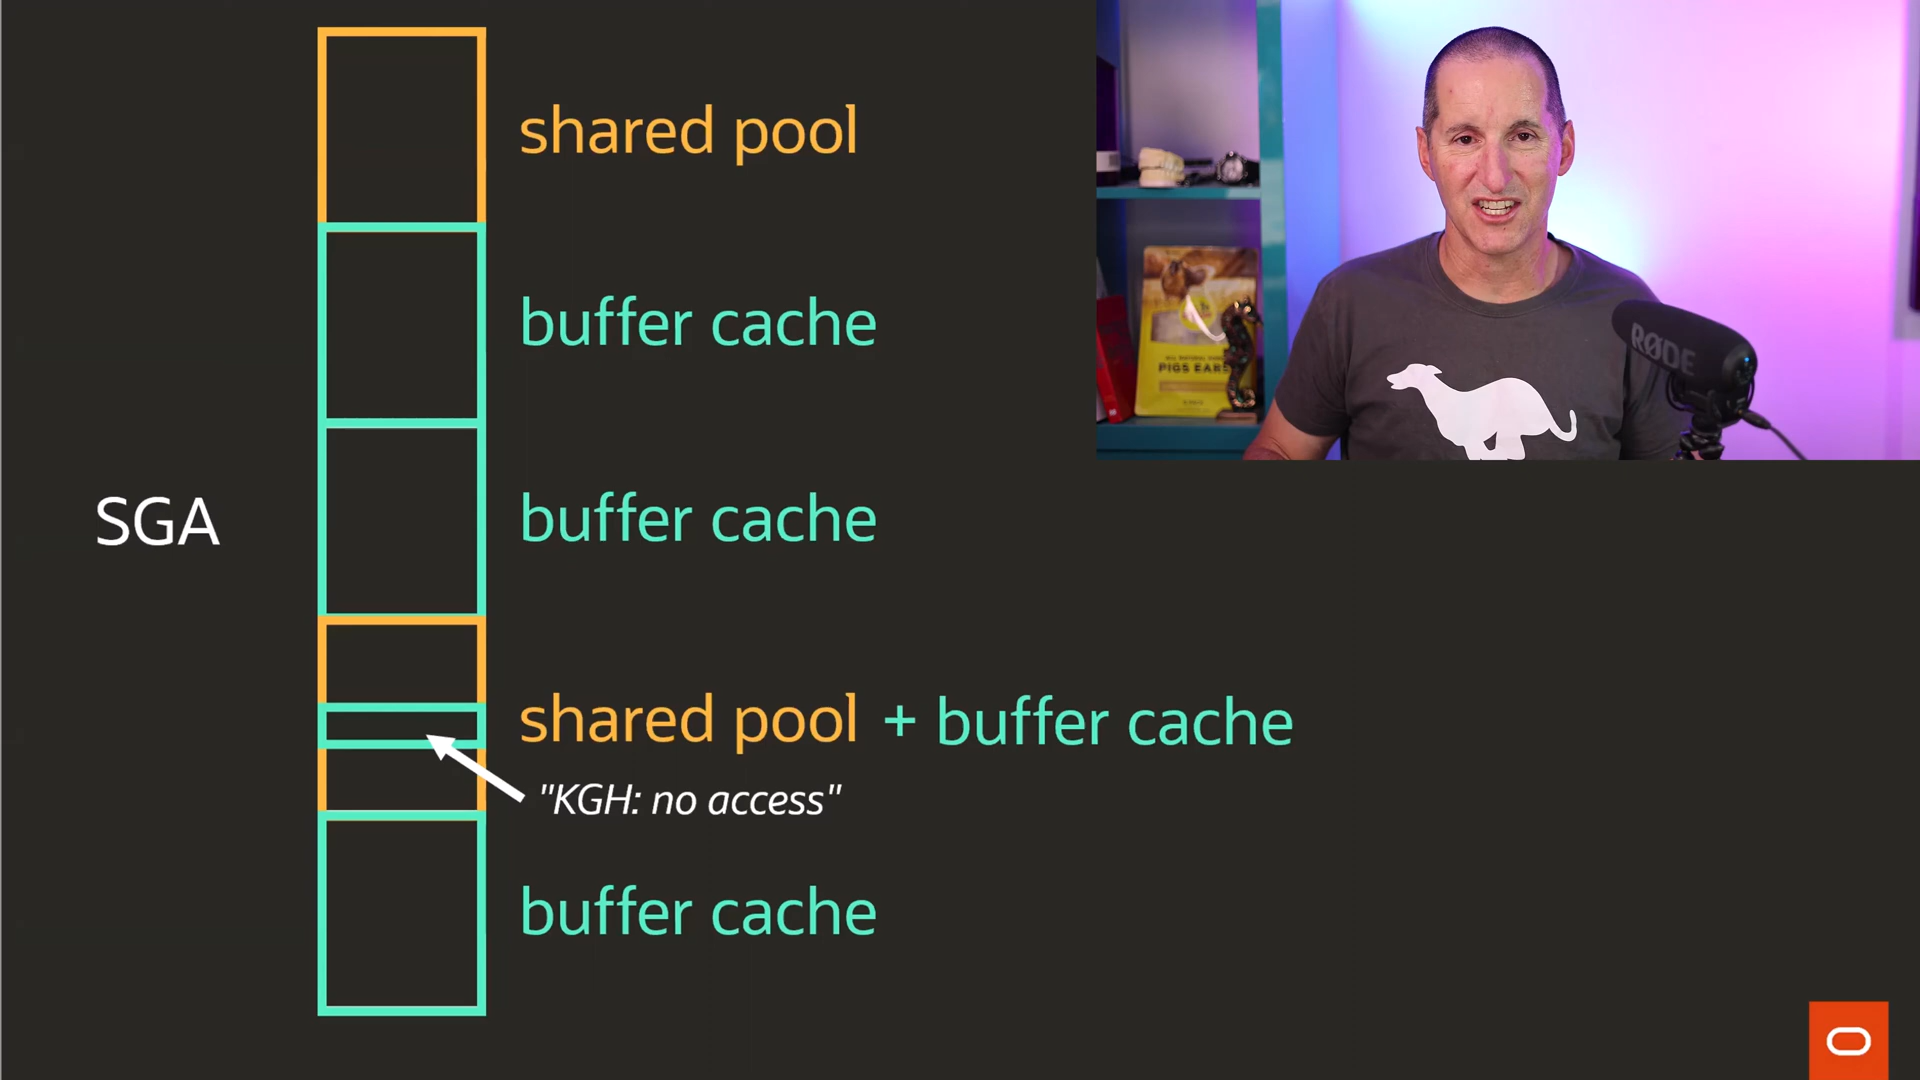 shared pool
buffer cache
SGA
buffer cache
shared pool + buffer cache
"KGH: no access"
buffer cache
RØDE
PIGS EARS